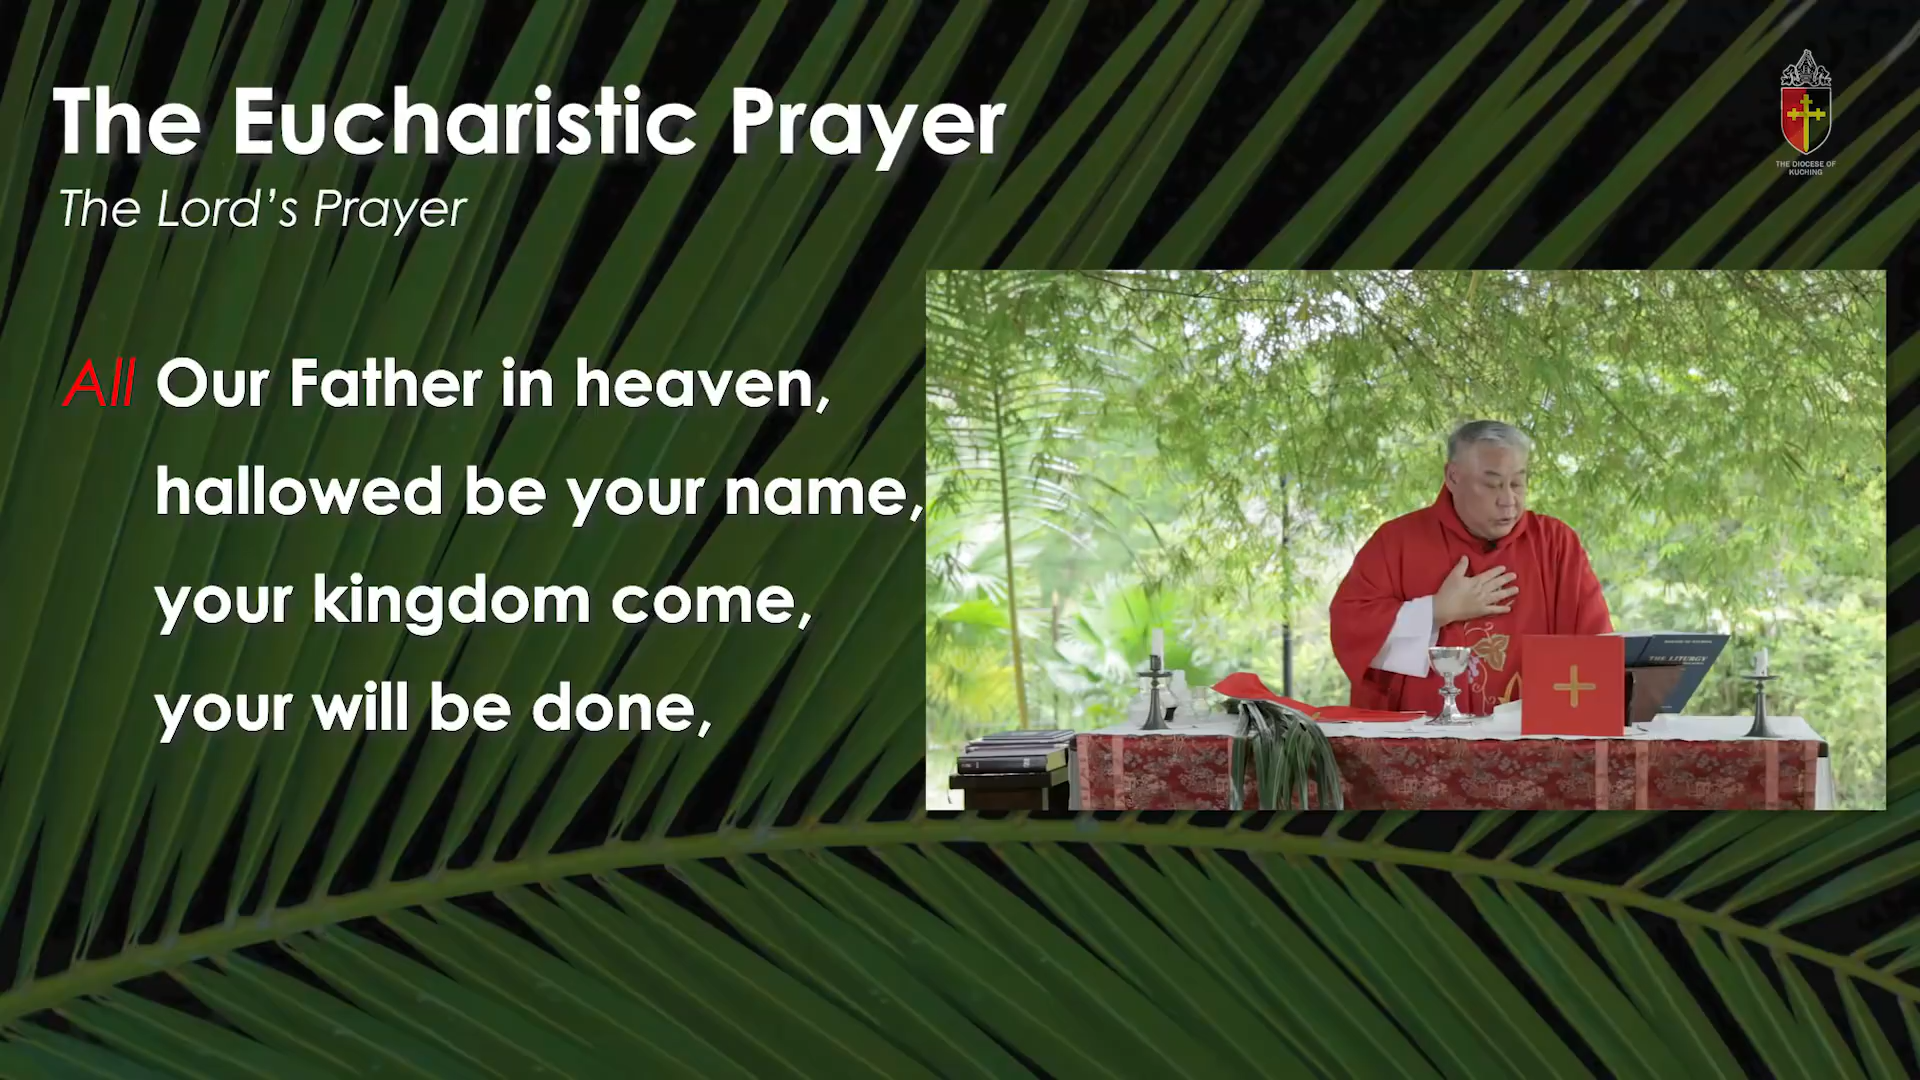 The Eucharistic Prayer
The Lord's Prayer
THE DIOCESE OF
KUCHING
All Our Father in heaven,
hallowed be your name,
your kingdom come,
your will be done,
THE LITURGY